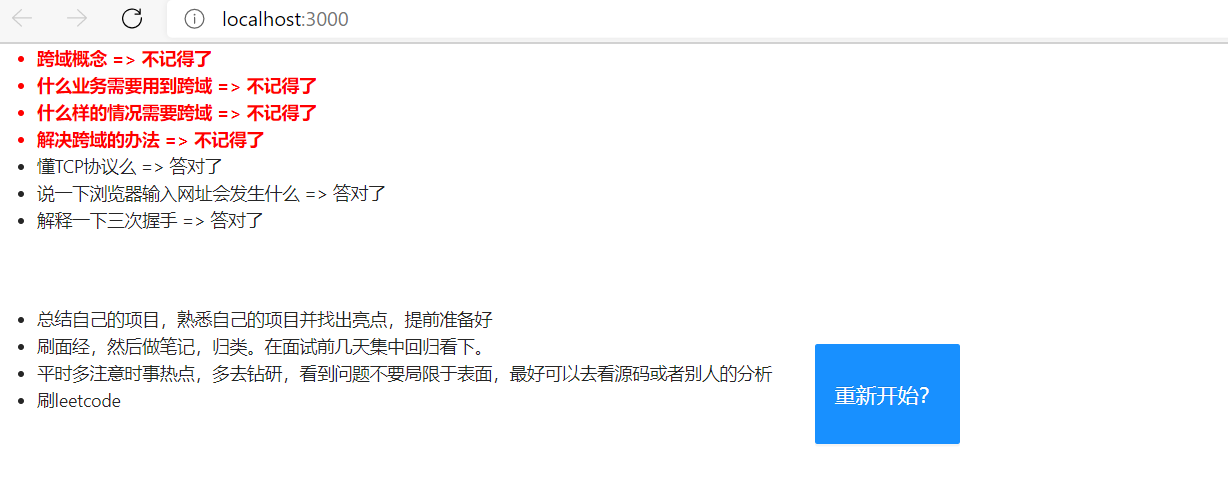 localhost:3000
跨域概念 => 不记得了
什么业务需要用到跨域 => 不记得了
什么样的情况需要跨域 => 不记得了
解决跨域的办法 => 不记得了
懂TCP协议么 => 答对了
说一下浏览器输入网址会发生什么 => 答对了
解释一下三次握手 => 答对了
总结自己的项目，熟悉自己的项目并找出亮点，提前准备好
刷面经，然后做笔记，归类。在面试前几天集中回归看下。
平时多注意时事热点，多去钻研，看到问题不要局限于表面，最好可以去看源码或者别人的分析
刷leetcode
重新开始?